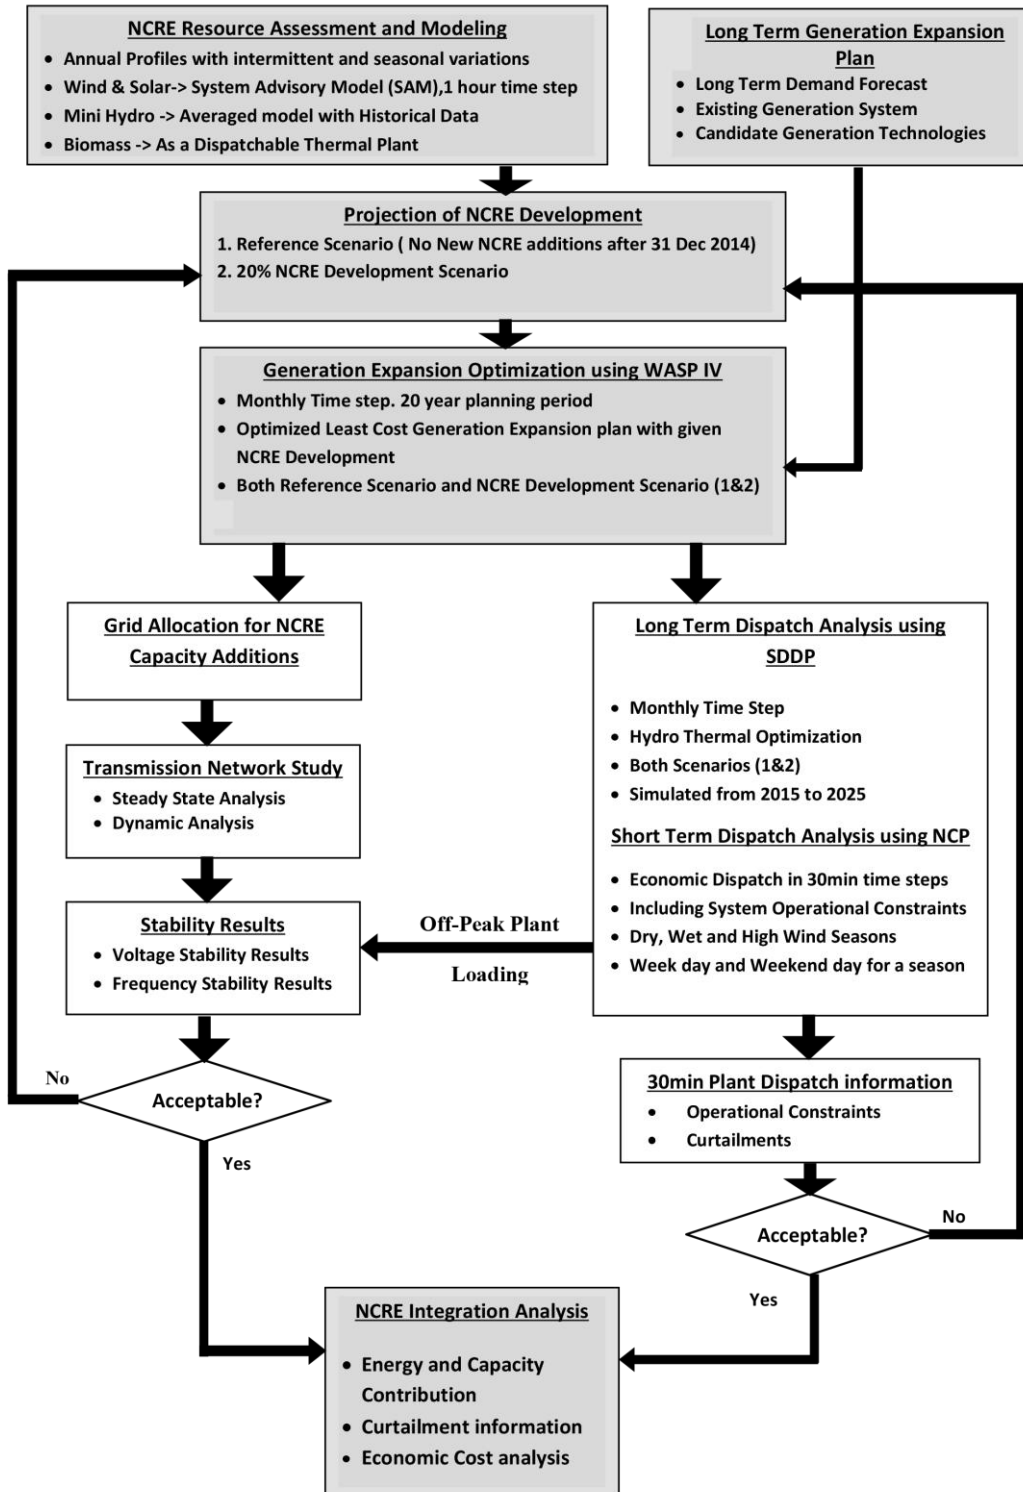 NCRE Resource Assessment and Modeling
• Annual Profiles with intermittent and seasonal variations
• Wind & Solar-> System Advisory Model (SAM),1 hour time step
• Mini Hydro -> Averaged model with Historical Data
• Biomass -> As a Dispatchable Thermal Plant
Long Term Generation Expansion
Plan
• Long Term Demand Forecast
• Existing Generation System
• Candidate Generation Technologies
Projection of NCRE Development
1. Reference Scenario ( No New NCRE additions after 31 Dec 2014)
2. 20% NCRE Development Scenario
Generation Expansion Optimization using WASP IV
• Monthly Time step. 20 year planning period
• Optimized Least Cost Generation Expansion plan with given
NCRE Development
• Both Reference Scenario and NCRE Development Scenario (1&2)
Grid Allocation for NCRE
Capacity Additions
Transmission Network Study
• Steady State Analysis
• Dynamic Analysis
Stability Results
• Voltage Stability Results
• Frequency Stability Results
Off-Peak Plant
Loading
Long Term Dispatch Analysis using
SDDP
• Monthly Time Step
• Hydro Thermal Optimization
• Both Scenarios (1&2)
• Simulated from 2015 to 2025
Short Term Dispatch Analysis using NCP
• Economic Dispatch in 30min time steps
• Including System Operational Constraints
• Dry, Wet and High Wind Seasons
• Week day and Weekend day for a season
No
Acceptable?
Yes
30min Plant Dispatch information
• Operational Constraints
• Curtailments
Acceptable?
No
Yes
NCRE Integration Analysis
• Energy and Capacity
Contribution
• Curtailment information
• Economic Cost analysis